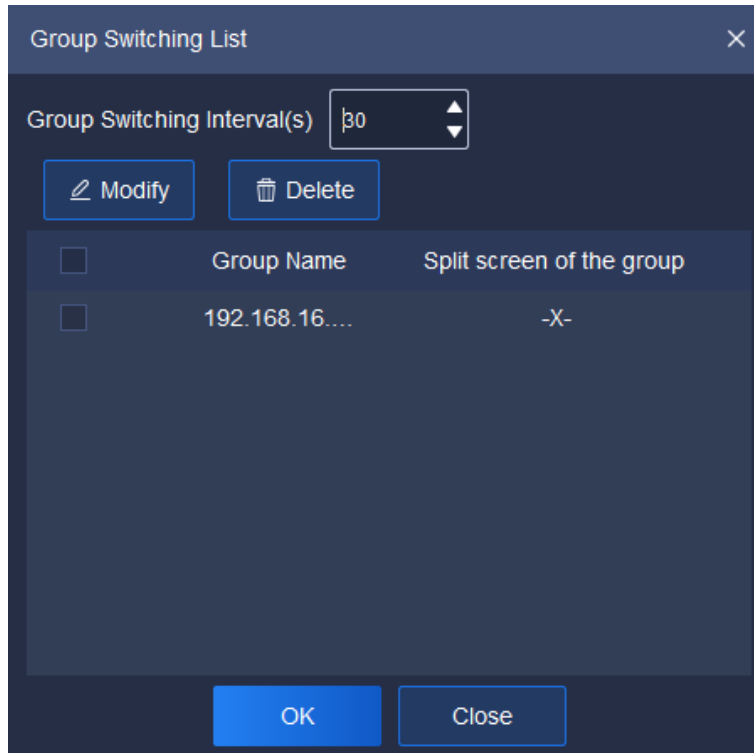 Group Switching List
Group Switching Interval(s) 30
Modify Delete
Group Name Split screen of the group
192.168.16.... -X-
OK Close